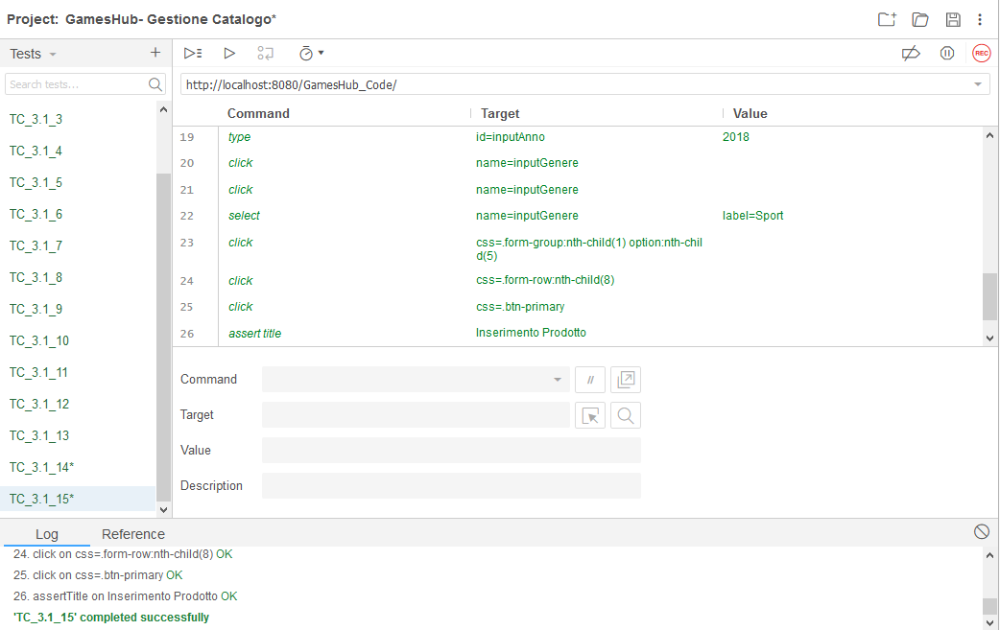 Project: GamesHub- Gestione Catalogo*
Tests
+
REC
Search tests...
http://localhost:8080/GamesHub_Code/
Command Target Value
19 type id=inputAnno 2018
20 click name=inputGenere
21 click name=inputGenere
22 select name=inputGenere label=Sport
23 click css=.form-group:nth-child(1) option:nth-chil
d(5)
24 click css=.form-row:nth-child(8)
25 click css=.btn-primary
26 assert title Inserimento Prodotto
TC_3.1_3
TC_3.1_4
TC_3.1_5
TC_3.1_6
TC_3.1_7
TC_3.1_8
TC_3.1_9
TC_3.1_10
TC_3.1_11
TC_3.1_12
TC_3.1_13
TC_3.1_14*
TC_3.1_15*
Command //
Target
Value
Description
Log Reference
24. click on css=.form-row:nth-child(8) OK
25. click on css=.btn-primary OK
26. assertTitle on Inserimento Prodotto OK
'TC_3.1_15' completed successfully